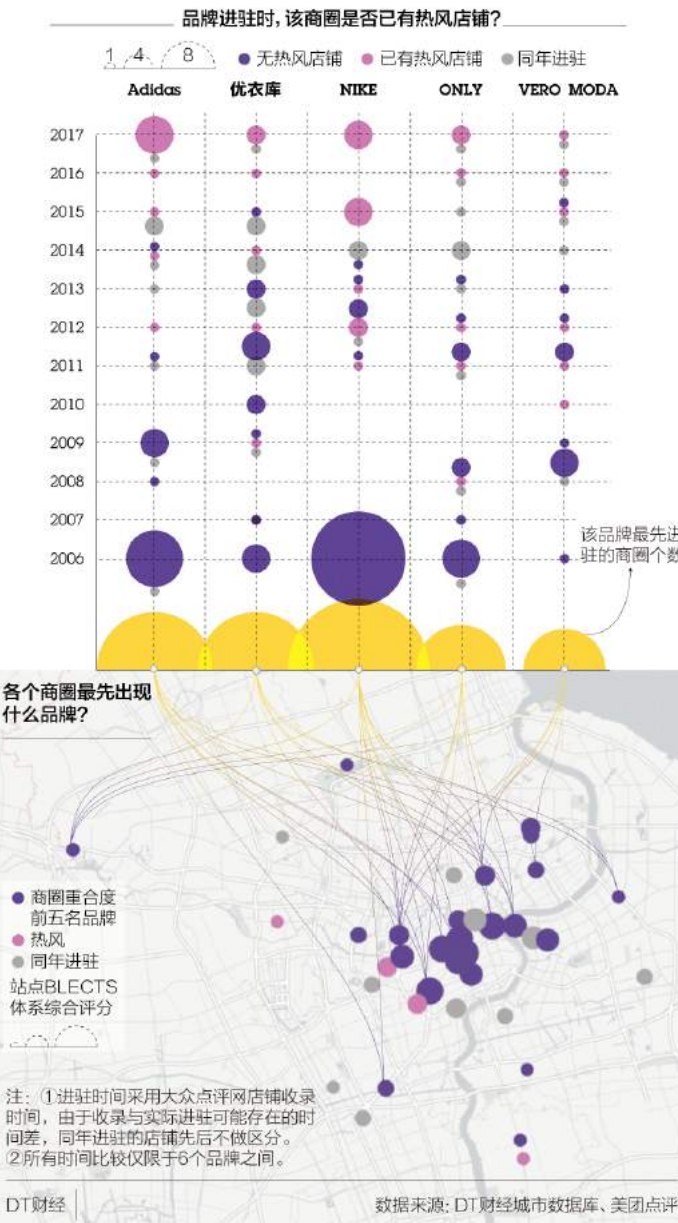 品牌进驻时,该商圈是否已有热风店铺?
1 4 8 无热风店铺 已有热风店铺 同年进驻
Adidas 优衣库 NIKE ONLY VERO MODA
2017
2016
2015
2014
2013
2012
2011
2010
2009
2008
2007
2006
该品牌最先进
驻的商圈个数
各个商圈最先出现
什么品牌?
商圈重合度
前五名品牌
热风
同年进驻
站点BLECTS
体系综合评分
注: ①进驻时间采用大众点评网店铺收录
时间,由于收录与实际进驻可能存在的时
间差,同年进驻的店铺先后不做区分。
②所有时间比较仅限于6个品牌之间。
DT财经
数据来源: DT财经城市数据库、美团点评